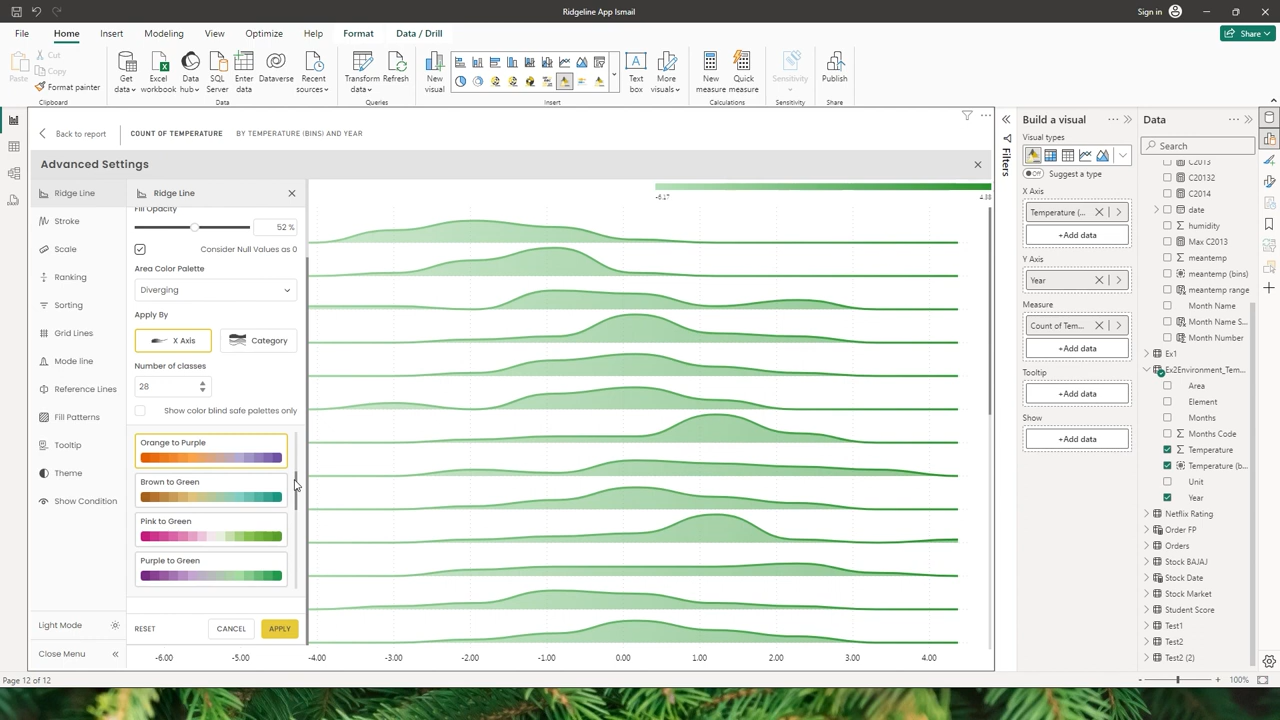 Ridgeline App Ismail
Sign in
File
Home
Insert
Modeling
View
Optimize
Help
Format
Data / Drill
Share
Paste
Cut
Copy
Format painter
Clipboard
Get data
Excel workbook
Data hub
SQL Server
Enter data
Dataverse
Recent sources
Data
Transform data
Refresh
Queries
New visual
Text box
More visuals
Insert
New measure
Quick measure
Calculations
Sensitivity
Sensitivity
Publish
Share
Back to report
COUNT OF TEMPERATURE
BY TEMPERATURE (BINS) AND YEAR
Advanced Settings
Ridge Line
Stroke
Scale
Ranking
Sorting
Grid Lines
Mode line
Reference Lines
Fill Patterns
Tooltip
Theme
Show Condition
Light Mode
Close Menu
Ridge Line
Fill Opacity
52 %
Consider Null Values as 0
Area Color Palette
Diverging
Apply By
X Axis
Category
Number of classes
28
Show color blind safe palettes only
Orange to Purple
Brown to Green
Pink to Green
Purple to Green
RESET
CANCEL
APPLY
-6.17
4.88
-6.00
-5.00
-4.00
-3.00
-2.00
-1.00
0.00
1.00
2.00
3.00
4.00
Filters
Build a visual
Visual types
Suggest a type
X Axis
Temperature (...
+Add data
Y Axis
Year
Measure
Count of Tem...
+Add data
Tooltip
+Add data
Show
+Add data
Data
Search
C2013
C20132
C2014
date
humidity
Max C2013
meantemp
meantemp (bins)
meantemp range
Month Name
Month Name S...
Month Number
Ex1
Ex2Environment_Tem...
Area
Element
Months
Months Code
Temperature
Temperature (b...
Unit
Year
Netflix Rating
Order FP
Orders
Stock BAJAJ
Stock Date
Stock Market
Student Score
Test1
Test2
Test2 (2)
Page 12 of 12
100%